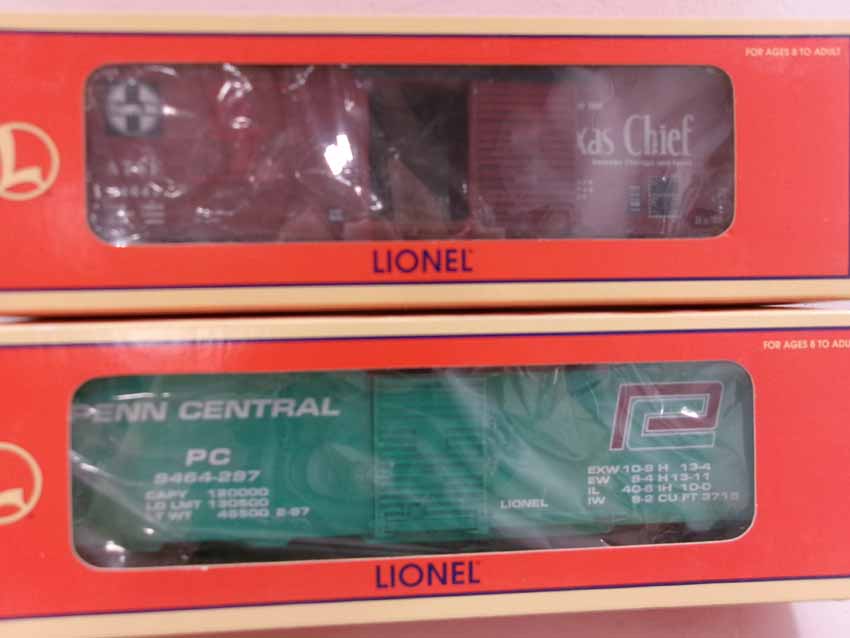 FOR AGES 8 TO ADULT
xas Chief
LIONEL
FOR AGES 8 TO ADU
PENN CENTRAL
PC
9464-297
CAPY 120000
LD LMT 130500
LT WT 48500 2-97
LIONEL
EXW 10-9 H 13-4
EW 9-4 H 13-11
IL 40-6 IH 10-0
IW 9-2 CU FT 3715
LIONEL